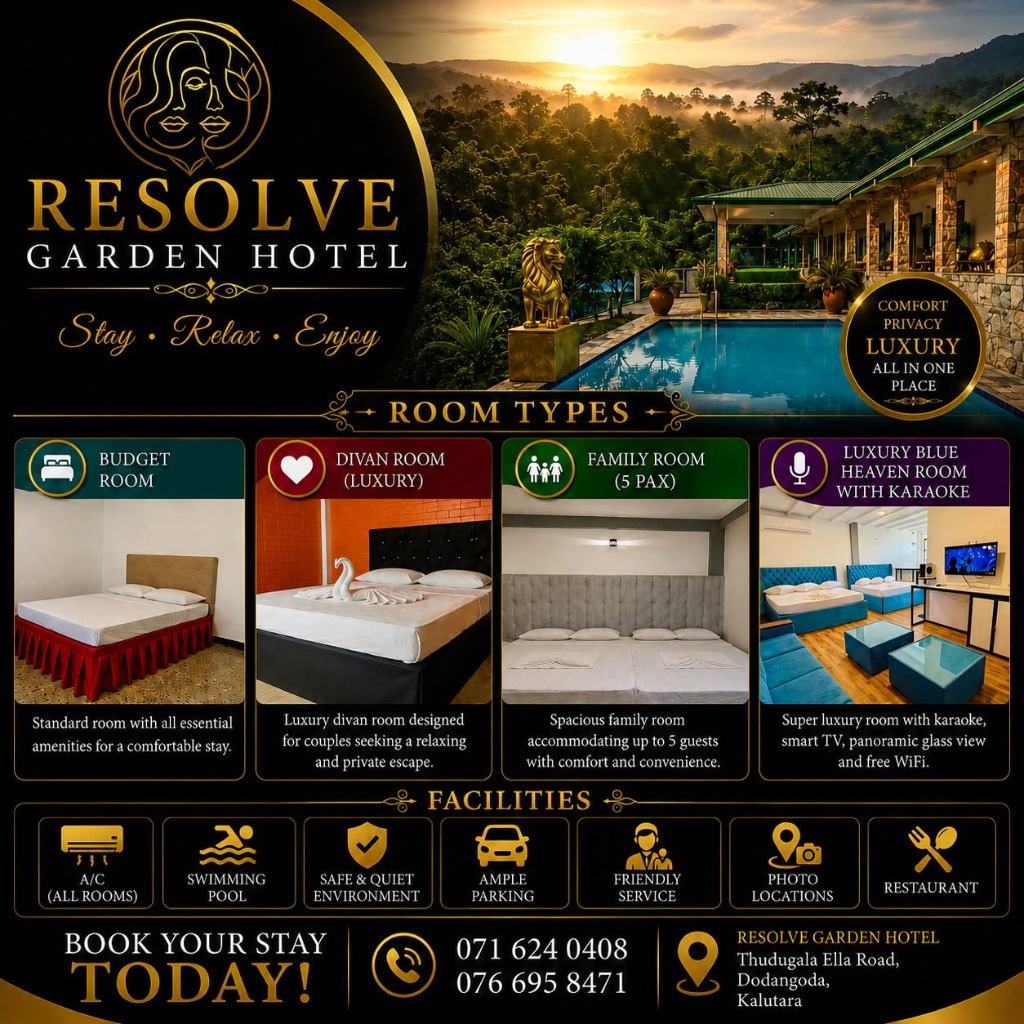 RESOLVE
GARDEN HOTEL
Stay • Relax • Enjoy
COMFORT
PRIVACY
LUXURY
ALL IN ONE
PLACE
ROOM TYPES
BUDGET
ROOM
Standard room with all essential
amenities for a comfortable stay.
DIVAN ROOM
(LUXURY)
Luxury divan room designed
for couples seeking a relaxing
and private escape.
FAMILY ROOM
(5 PAX)
Spacious family room
accommodating up to 5 guests
with comfort and convenience.
LUXURY BLUE
HEAVEN ROOM
WITH KARAOKE
Super luxury room with karaoke,
smart TV, panoramic glass view
and free WiFi.
FACILITIES
A/C
(ALL ROOMS)
SWIMMING
POOL
SAFE & QUIET
ENVIRONMENT
AMPLE
PARKING
FRIENDLY
SERVICE
PHOTO
LOCATIONS
RESTAURANT
BOOK YOUR STAY
TODAY!
071 624 0408
076 695 8471
RESOLVE GARDEN HOTEL
Thudugala Ella Road,
Dodangoda,
Kalutara